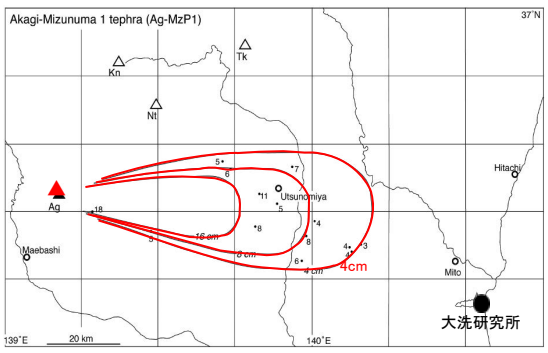 Akagi-Mizunuma 1 tephra (Ag-MzP1)
37°N
Tk
Kn
Nt
5
6
7
Hitachi
Ag
18
11
Utsunomiya
5
4
5
8
16 cm
8 cm
8
4
3
4
6
4 cm
4cm
Maebashi
Mito
大洗研究所
139°E
20 km
140°E